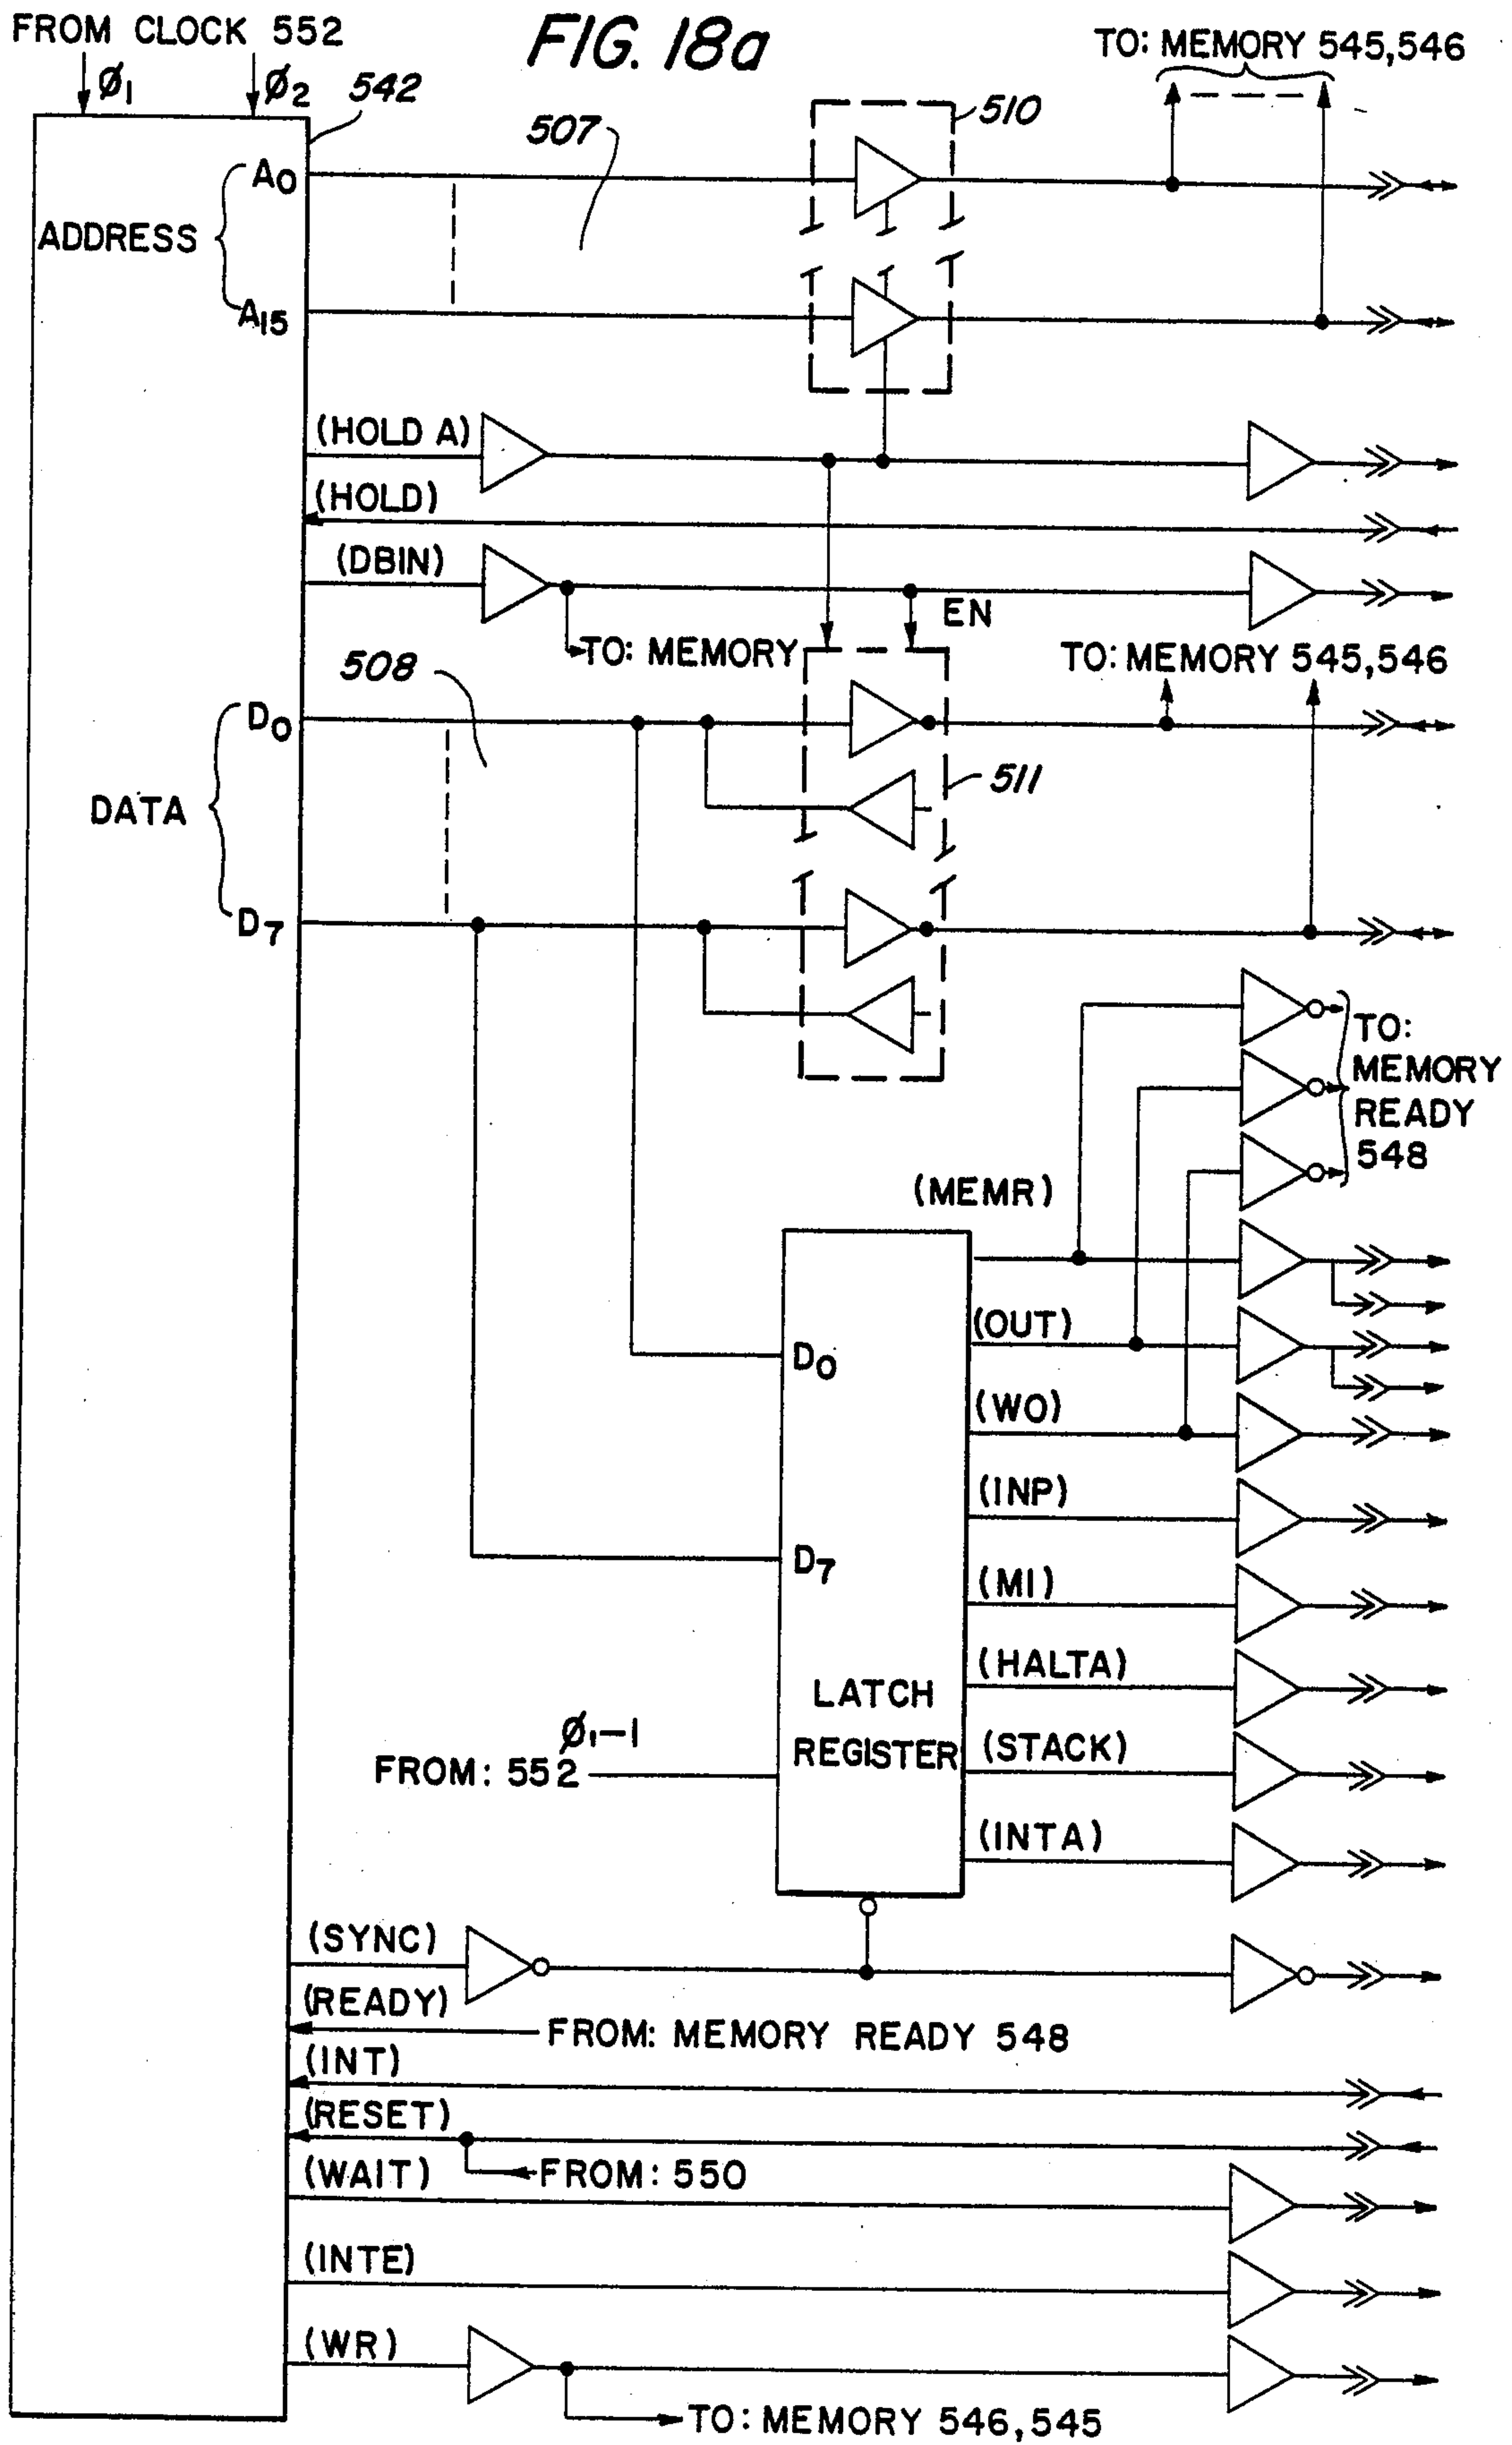 FROM CLOCK 552
FIG. 18a
TO: MEMORY 545,546
Ø1
Ø2
542
507
510
A0
ADDRESS
A15
(HOLD A)
(HOLD)
(DBIN)
EN
TO: MEMORY
TO: MEMORY 545,546
508
D0
511
DATA
D7
TO:
MEMORY
READY
548
(MEMR)
(OUT)
D0
(WO)
(INP)
D7
(MI)
(HALTA)
LATCH
REGISTER
Ø1-1
FROM: 552
(STACK)
(INTA)
(SYNC)
(READY)
FROM: MEMORY READY 548
(INT)
(RESET)
FROM: 550
(WAIT)
(INTE)
(WR)
TO: MEMORY 546,545